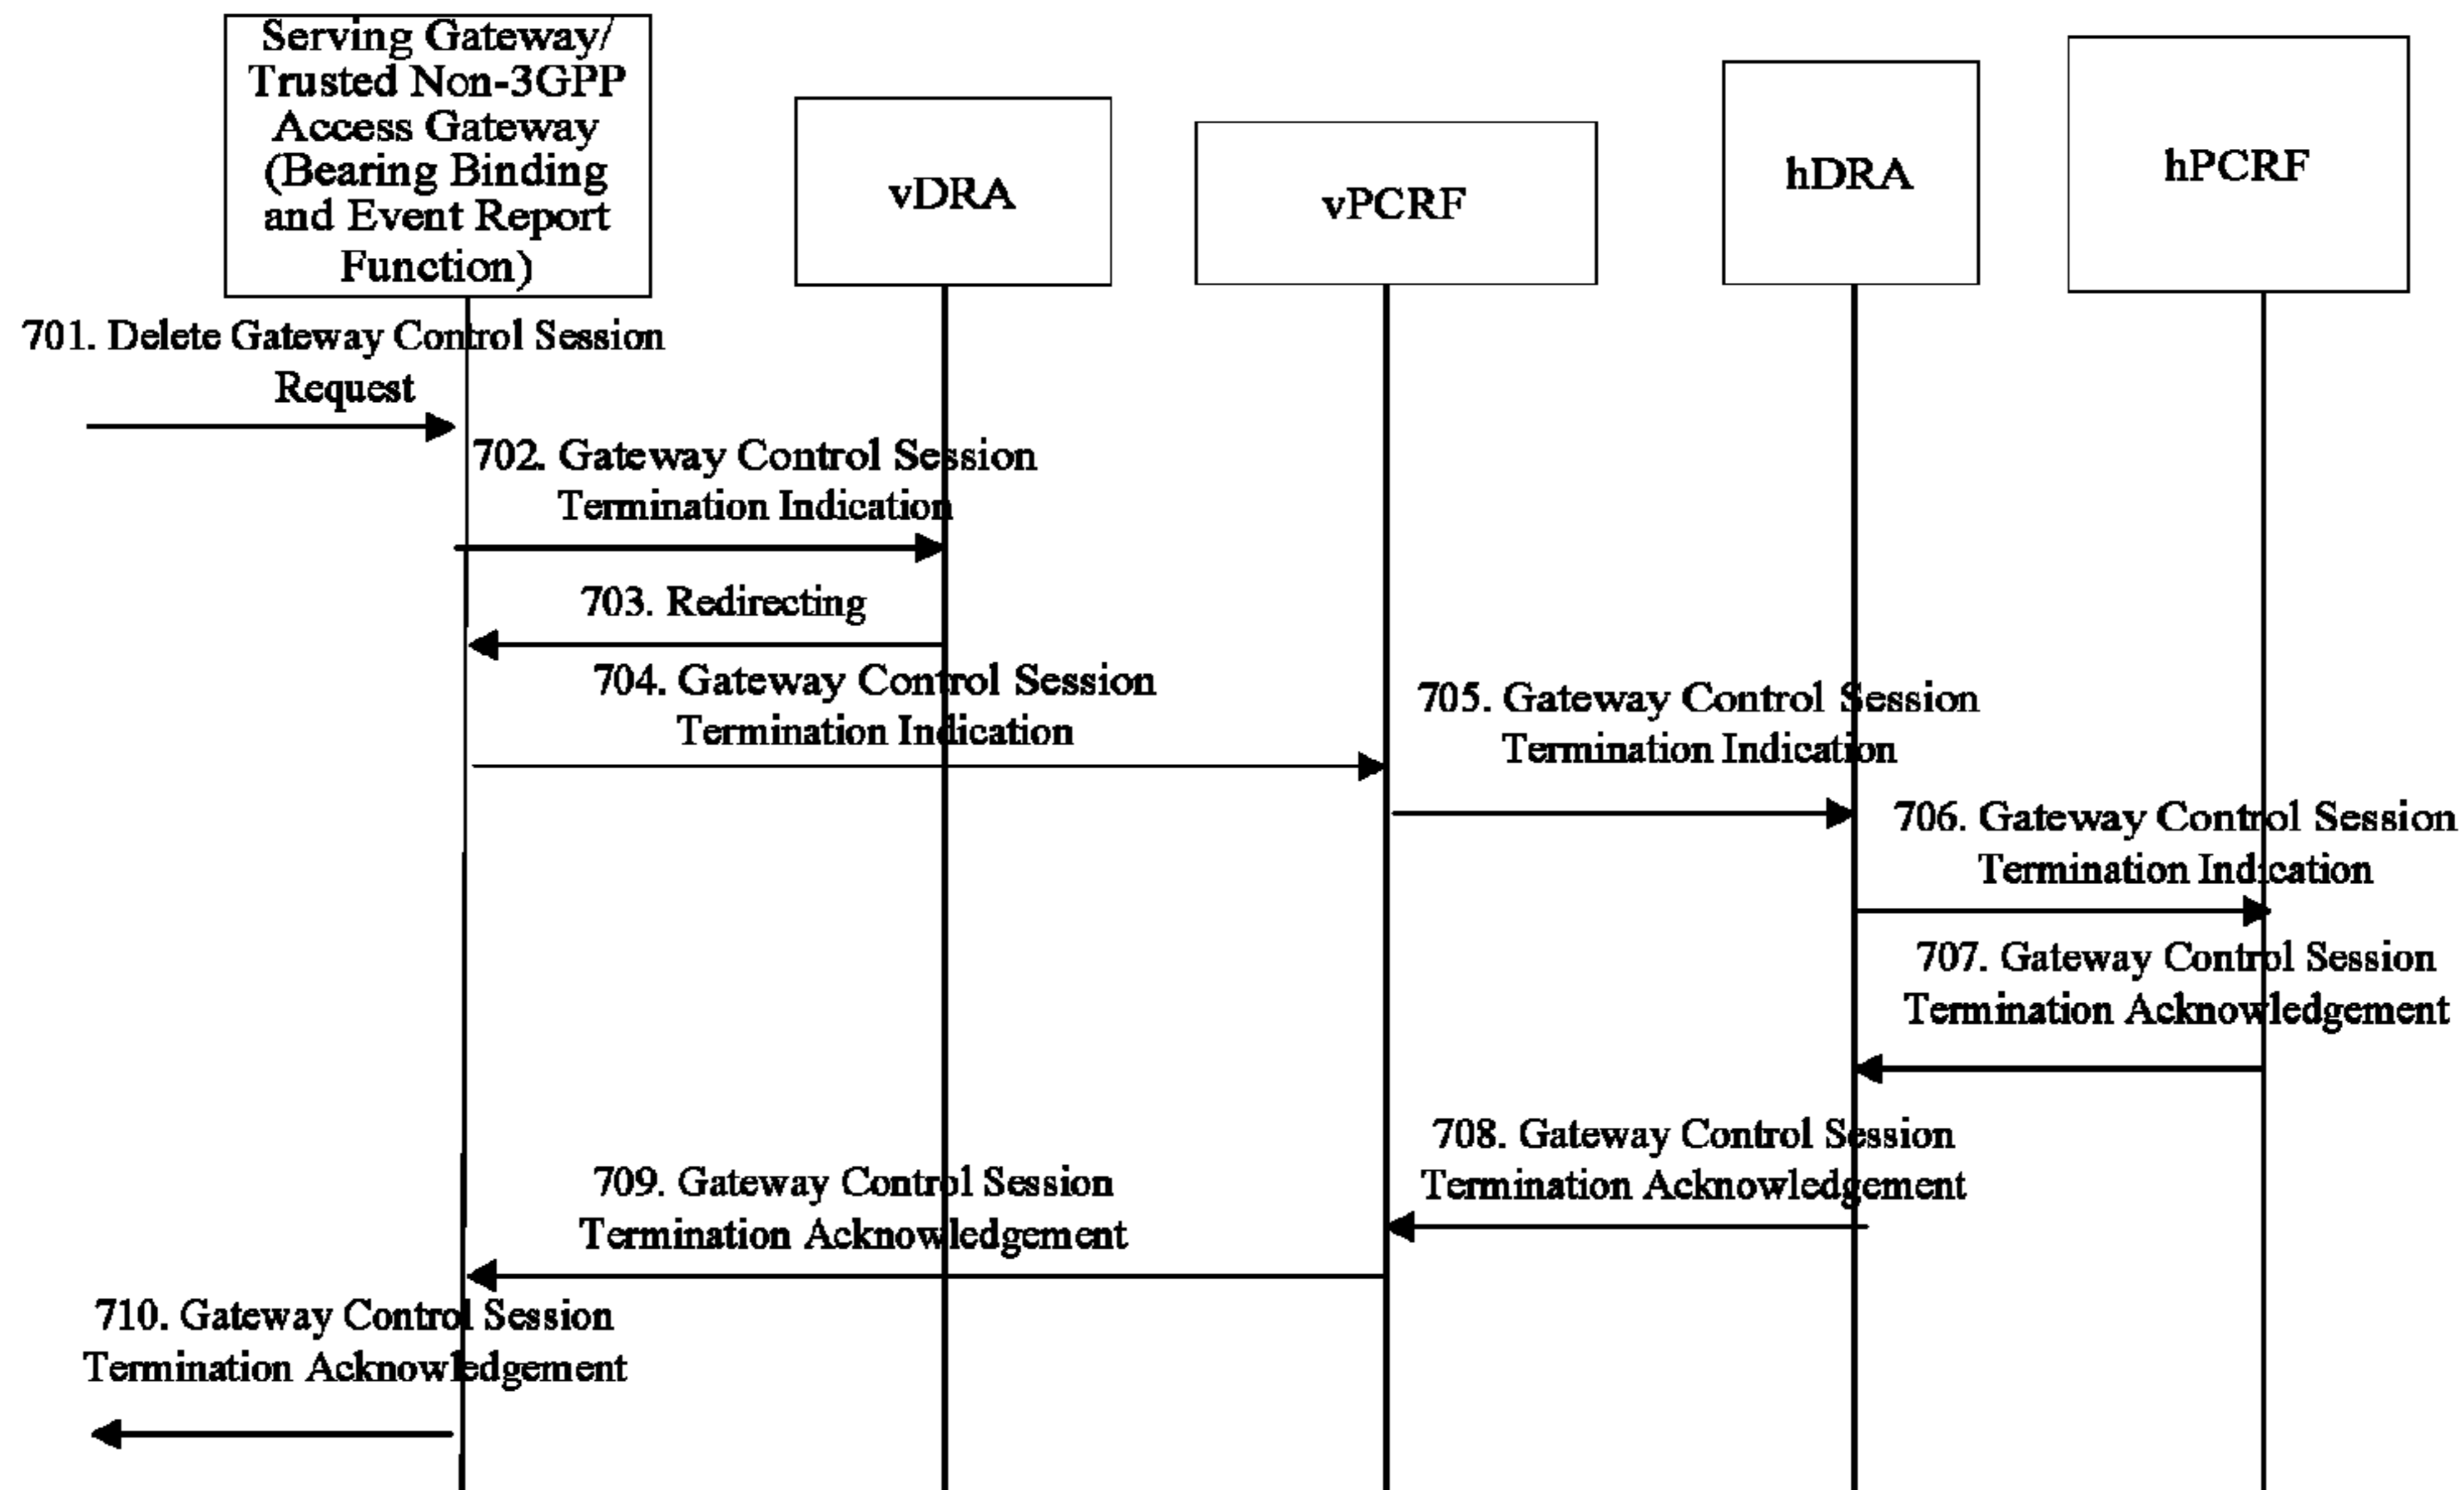 Serving Gateway/
Trusted Non-3GPP
Access Gateway
(Bearing Binding
and Event Report
Function)
vDRA
vPCRF
hDRA
hPCRF
701. Delete Gateway Control Session
Request
702. Gateway Control Session
Termination Indication
703. Redirecting
704. Gateway Control Session
Termination Indication
705. Gateway Control Session
Termination Indication
706. Gateway Control Session
Termination Indication
707. Gateway Control Session
Termination Acknowledgement
708. Gateway Control Session
Termination Acknowledgement
709. Gateway Control Session
Termination Acknowledgement
710. Gateway Control Session
Termination Acknowledgement